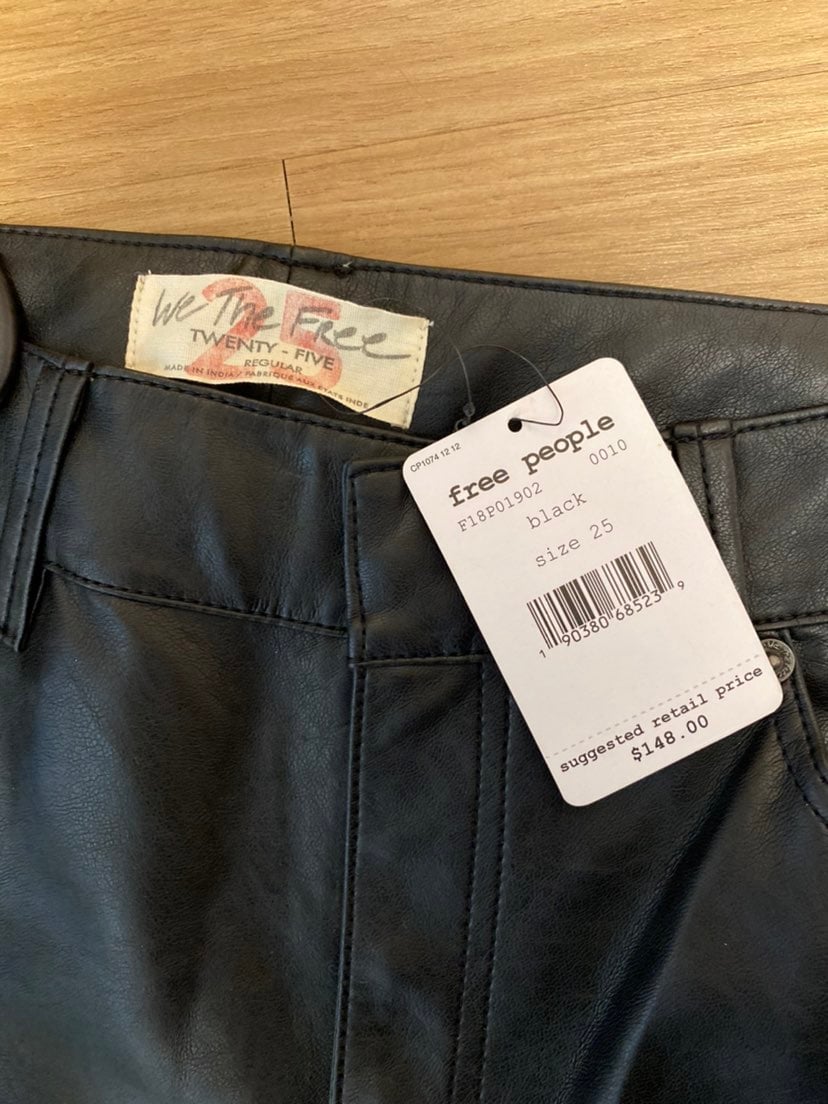 We The Free
25
TWENTY - FIVE
REGULAR
MADE IN INDIA / FABRIQUE AUX ETATS INDE
CP1074 12.12
free people
F18P01902 0010
black
size 25
1 90380 68523 9
suggested retail price
$148.00